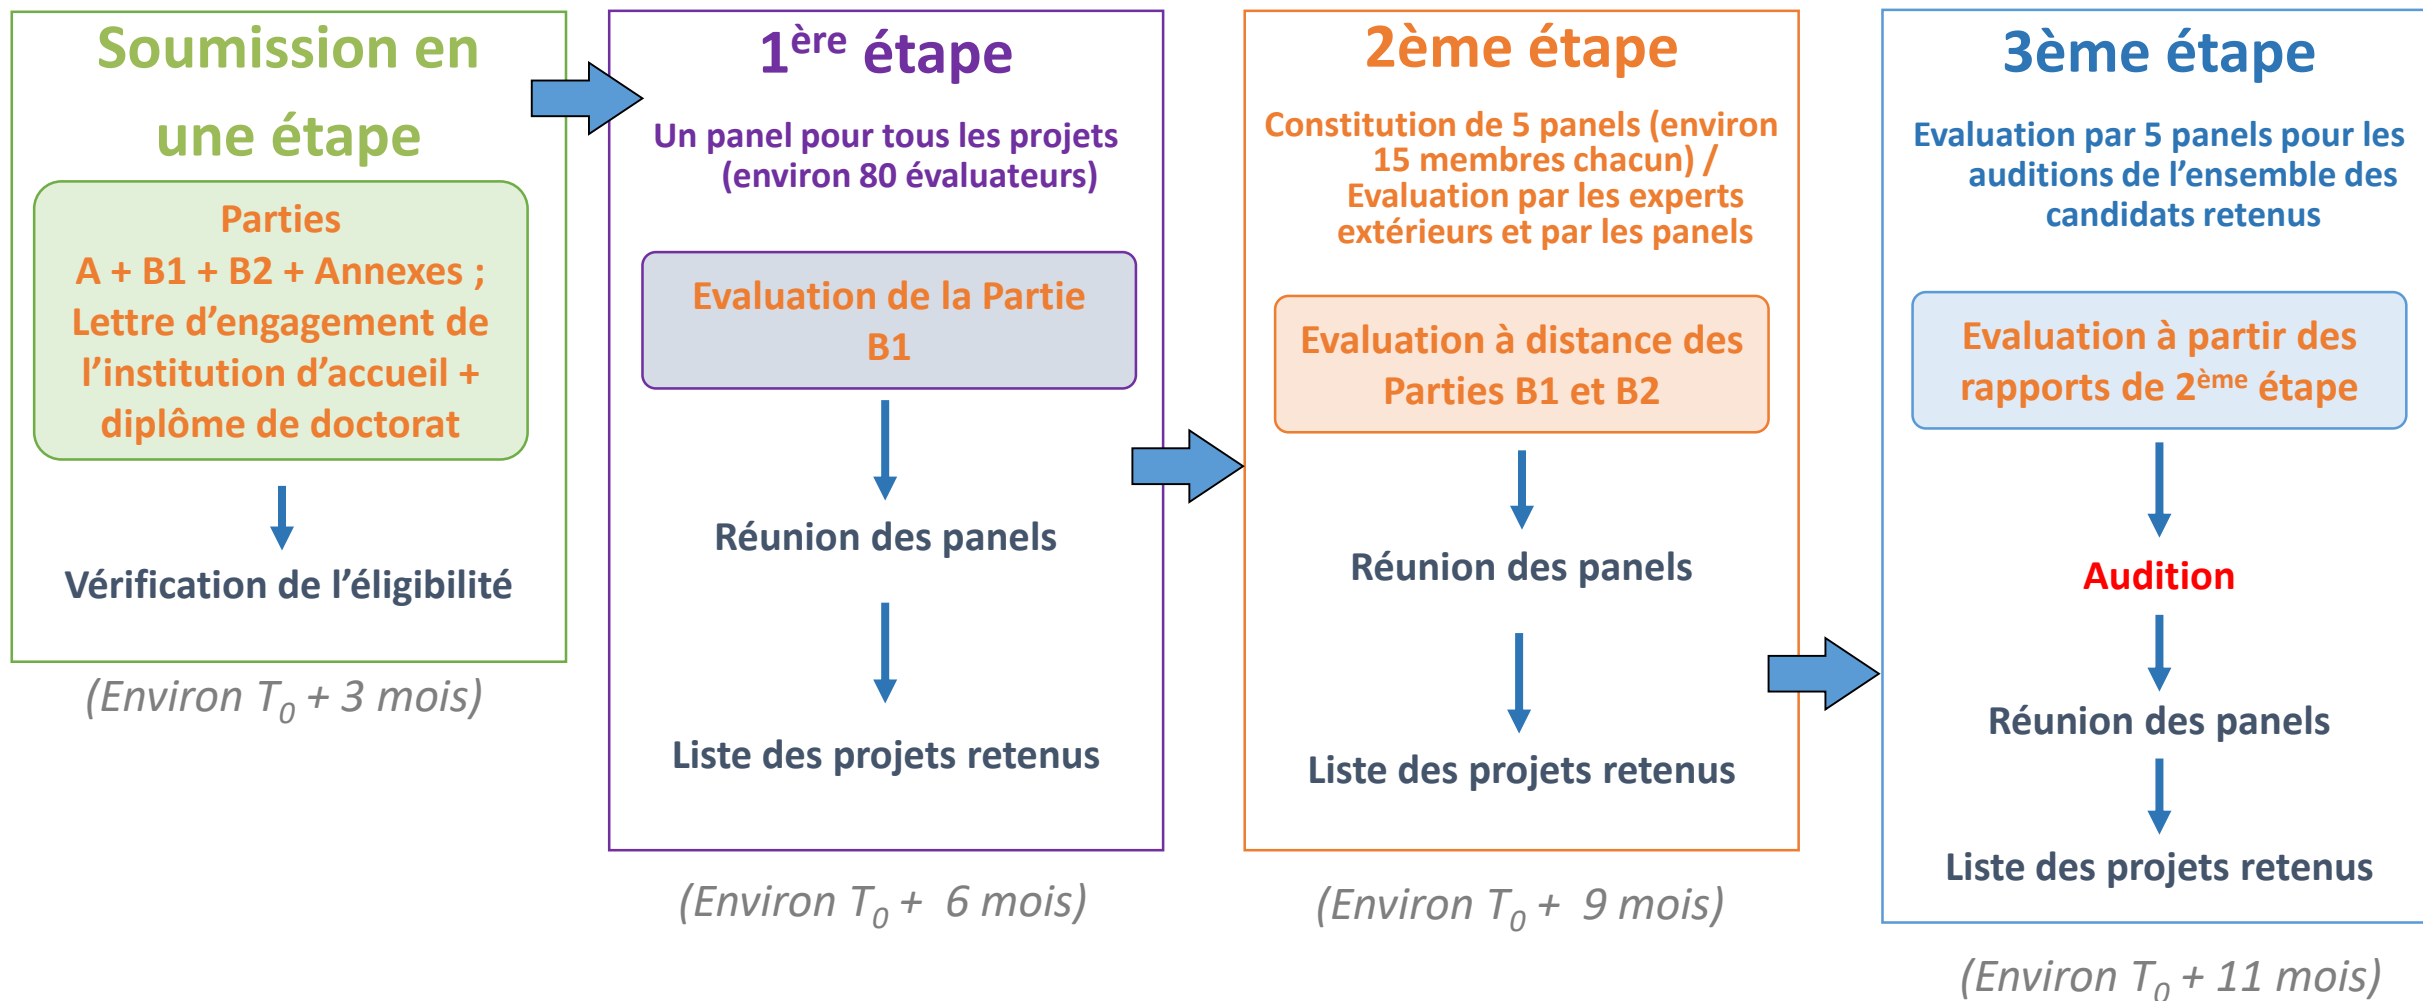 Soumission en
une étape
Parties
A + B1 + B2 + Annexes ;
Lettre d’engagement de
l’institution d’accueil +
diplôme de doctorat
Vérification de l’éligibilité
(Environ T0 + 3 mois)
1ère étape
Un panel pour tous les projets
(environ 80 évaluateurs)
Evaluation de la Partie
B1
Réunion des panels
Liste des projets retenus
(Environ T0 + 6 mois)
2ème étape
Constitution de 5 panels (environ
15 membres chacun) /
Evaluation par les experts
extérieurs et par les panels
Evaluation à distance des
Parties B1 et B2
Réunion des panels
Liste des projets retenus
(Environ T0 + 9 mois)
3ème étape
Evaluation par 5 panels pour les
auditions de l’ensemble des
candidats retenus
Evaluation à partir des
rapports de 2ème étape
Audition
Réunion des panels
Liste des projets retenus
(Environ T0 + 11 mois)